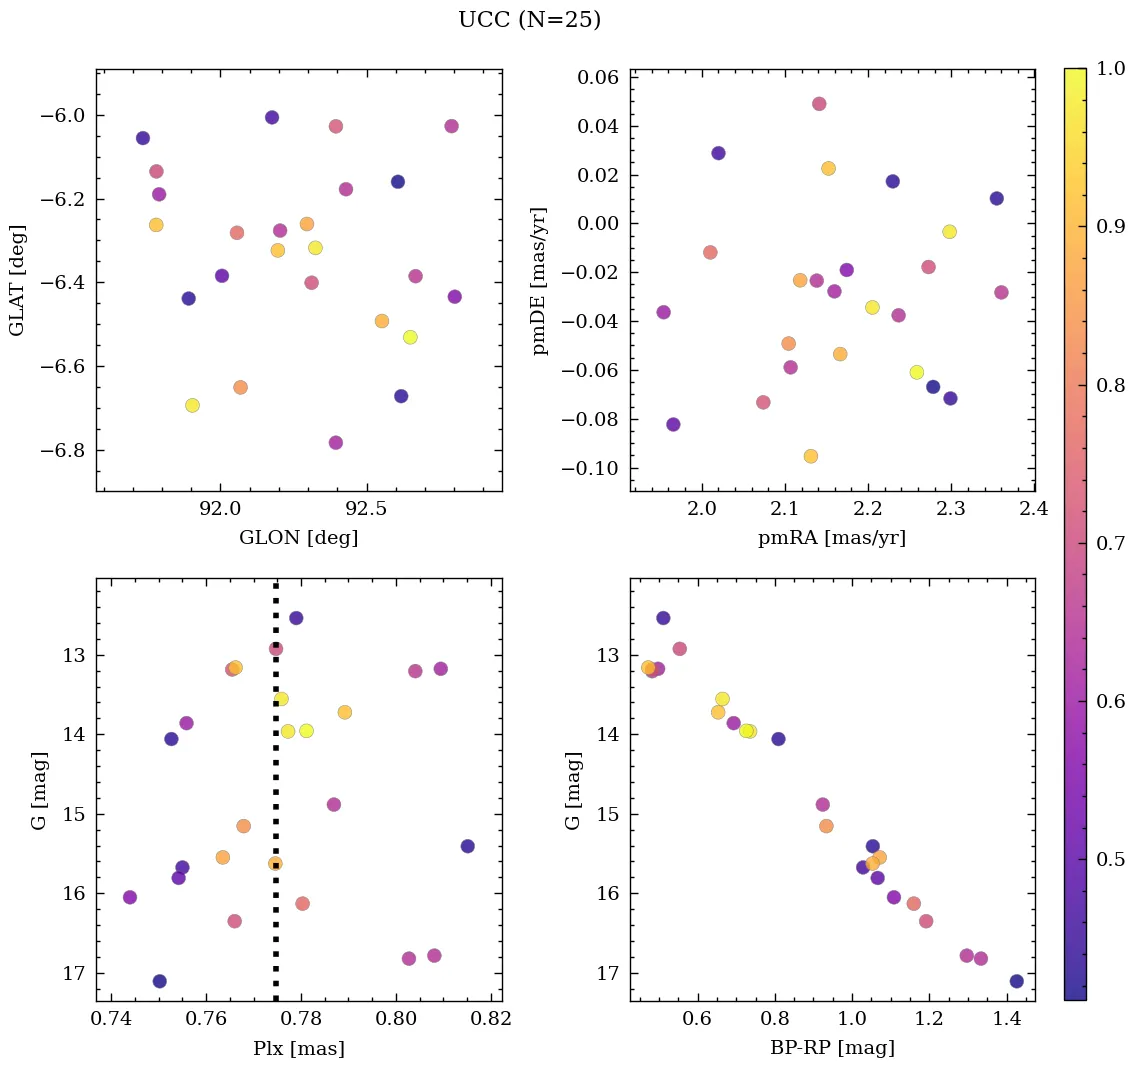 UCC (N=25)
−6.0
−6.2
−6.4
−6.6
−6.8
GLAT [deg]
92.0 92.5
GLON [deg]
0.06
0.04
0.02
0.00
−0.02
−0.04
−0.06
−0.08
−0.10
pmDE [mas/yr]
2.0 2.1 2.2 2.3 2.4
pmRA [mas/yr]
13
14
15
16
17
G [mag]
0.74 0.76 0.78 0.80 0.82
Plx [mas]
13
14
15
16
17
G [mag]
0.6 0.8 1.0 1.2 1.4
BP-RP [mag]
1.0
0.9
0.8
0.7
0.6
0.5